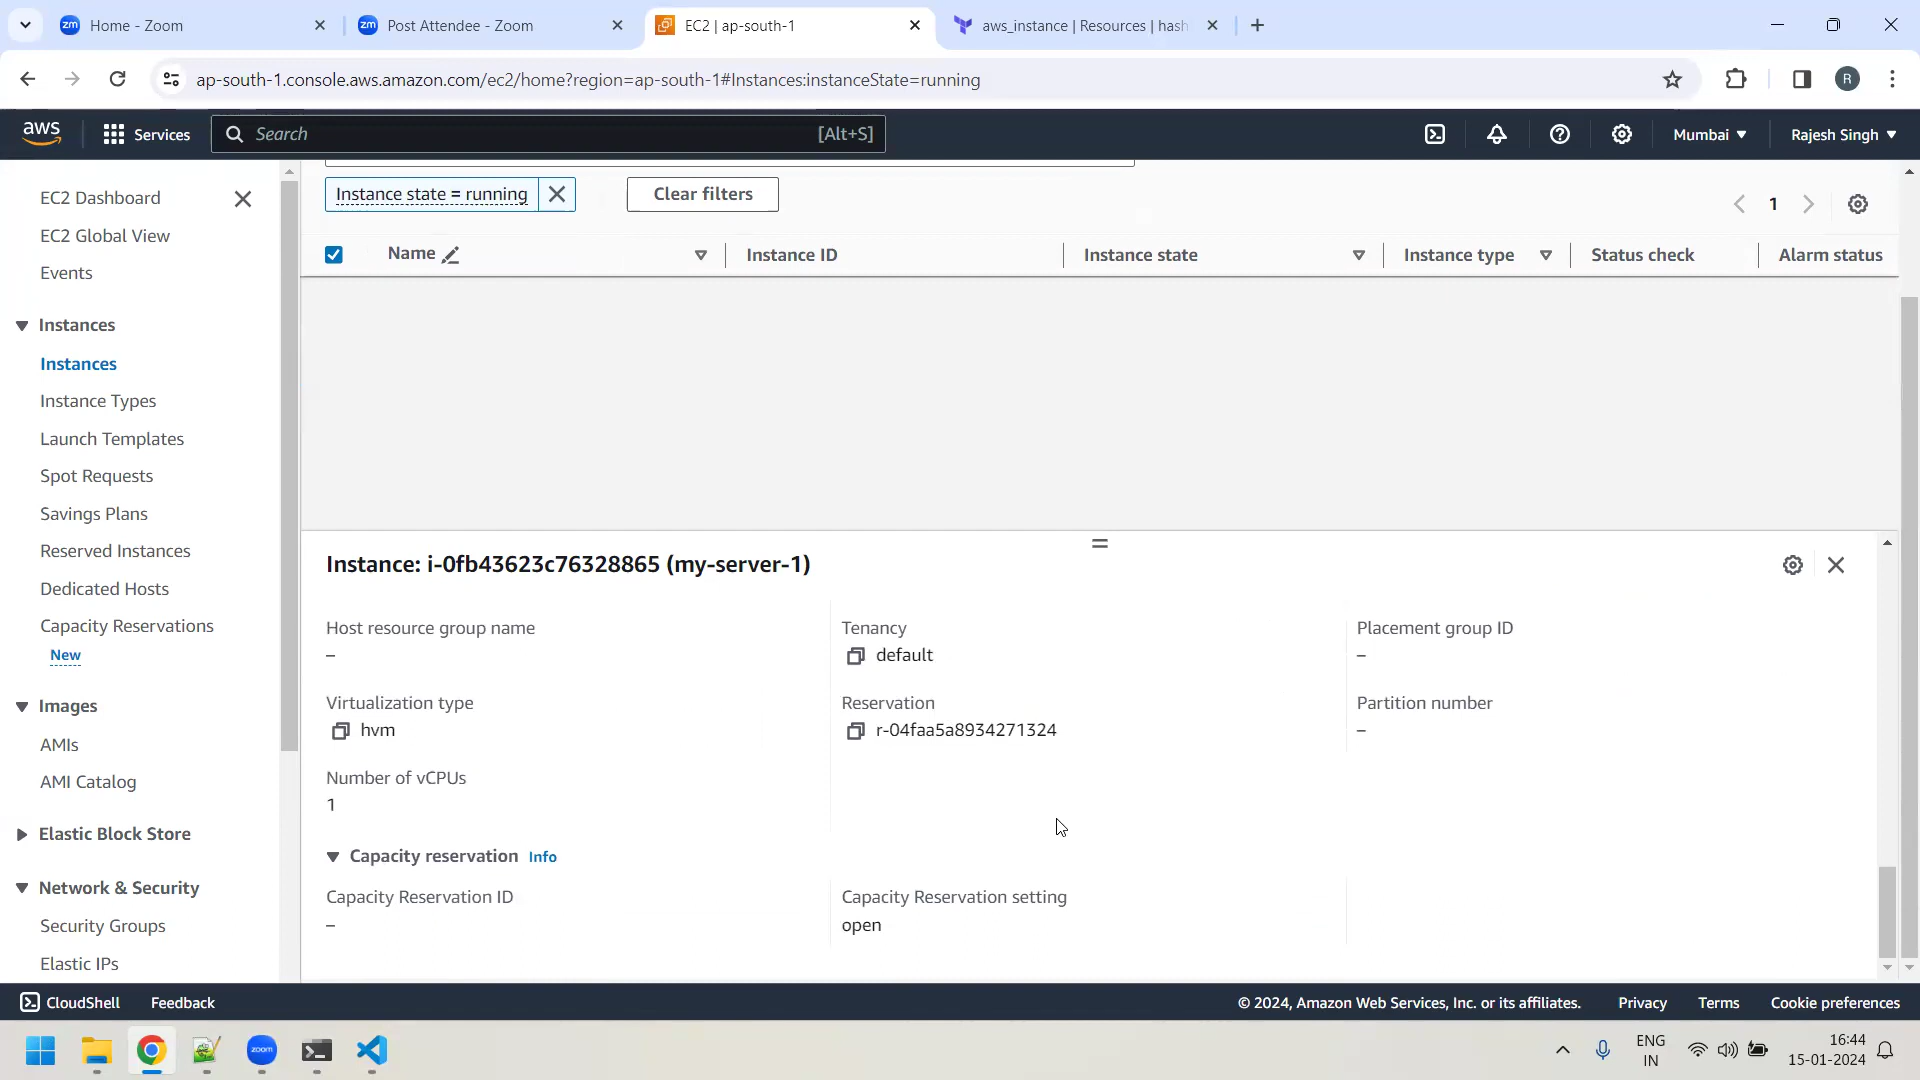 Home - Zoom
Post Attendee - Zoom
EC2 | ap-south-1
aws_instance | Resources | hash
ap-south-1.console.aws.amazon.com/ec2/home?region=ap-south-1#Instances:instanceState=running
R
aws
Services
Search
[Alt+S]
Mumbai
Rajesh Singh
EC2 Dashboard
EC2 Global View
Events
Instances
Instances
Instance Types
Launch Templates
Spot Requests
Savings Plans
Reserved Instances
Dedicated Hosts
Capacity Reservations
New
Images
AMIs
AMI Catalog
Elastic Block Store
Network & Security
Security Groups
Elastic IPs
Instance state = running
Clear filters
1
Name
Instance ID
Instance state
Instance type
Status check
Alarm status
Instance: i-0fb43623c76328865 (my-server-1)
Host resource group name
–
Tenancy
default
Placement group ID
–
Virtualization type
hvm
Reservation
r-04faa5a8934271324
Partition number
–
Number of vCPUs
1
Capacity reservation Info
Capacity Reservation ID
–
Capacity Reservation setting
open
CloudShell
Feedback
© 2024, Amazon Web Services, Inc. or its affiliates.
Privacy
Terms
Cookie preferences
zoom
ENG
IN
16:44
15-01-2024